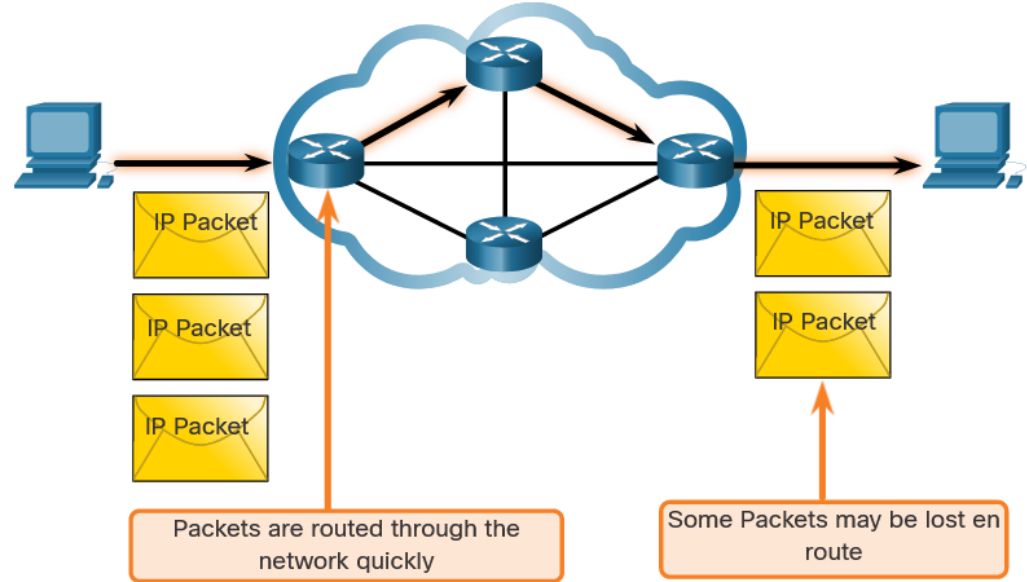 IP Packet
IP Packet
IP Packet
IP Packet
IP Packet
Packets are routed through the
network quickly
Some Packets may be lost en
route